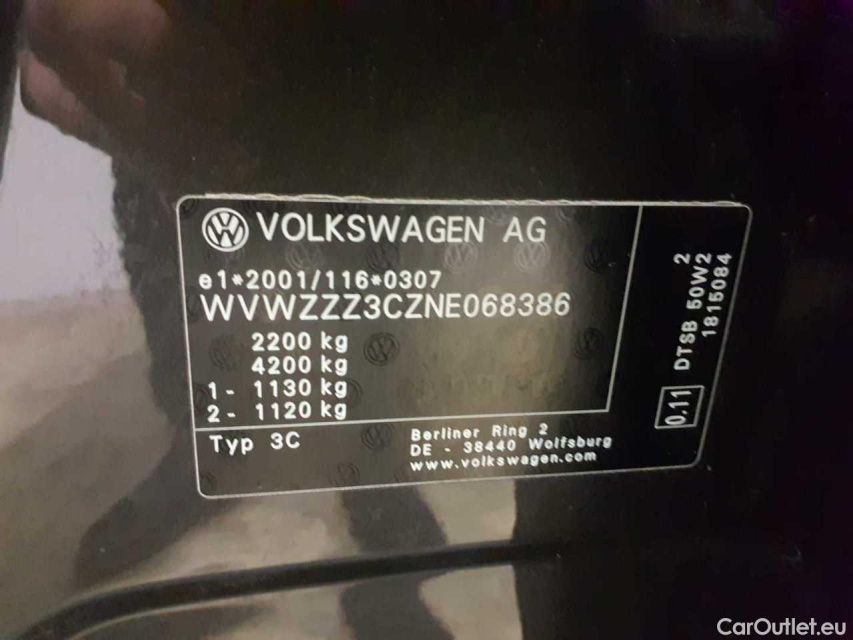 VOLKSWAGEN AG
e1*2001/116*0307
WVWZZZ3CZNE068386
2200 kg
4200 kg
1- 1130 kg
2- 1120 kg
Typ 3C
Berliner Ring 2
DE - 38440 Wolfsburg
www.volkswagen.com
2
DTSB 50W2
1815084
0.11
CarOutlet.eu